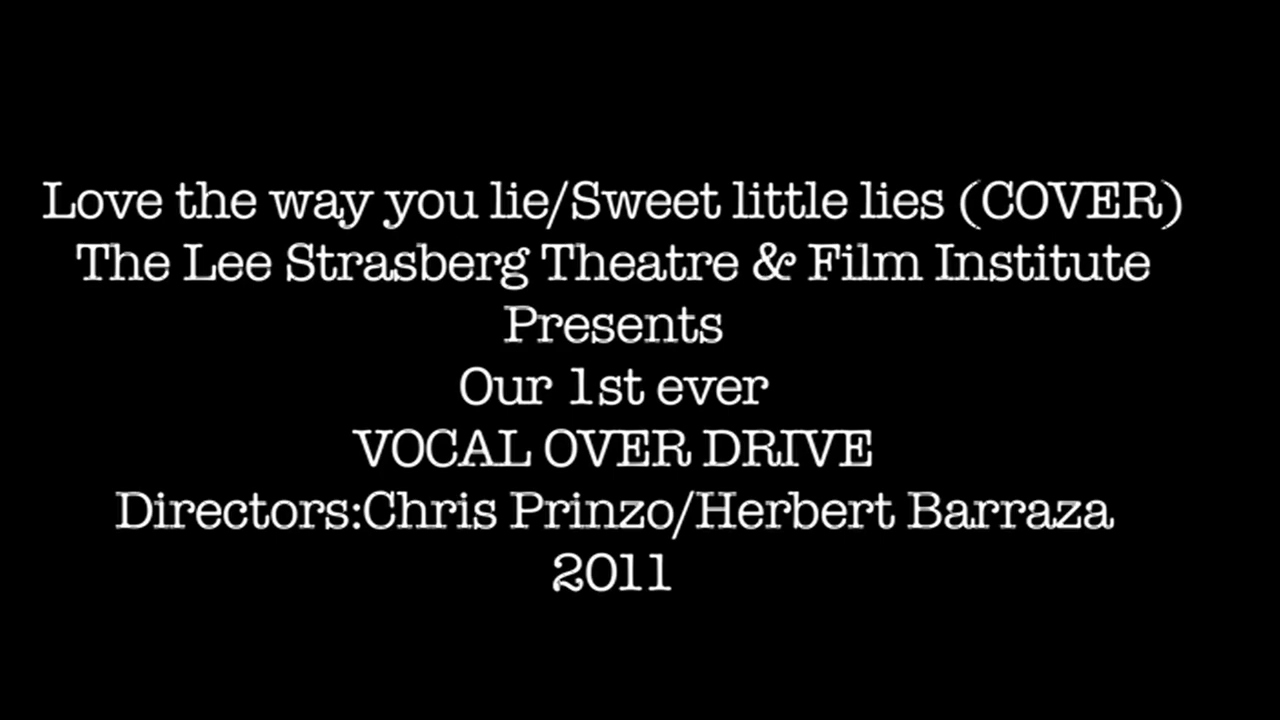 Love the way you lie/Sweet little lies (COVER)
The Lee Strasberg Theatre & Film Institute
Presents
Our 1st ever
VOCAL OVER DRIVE
Directors:Chris Prinzo/Herbert Barraza
2011